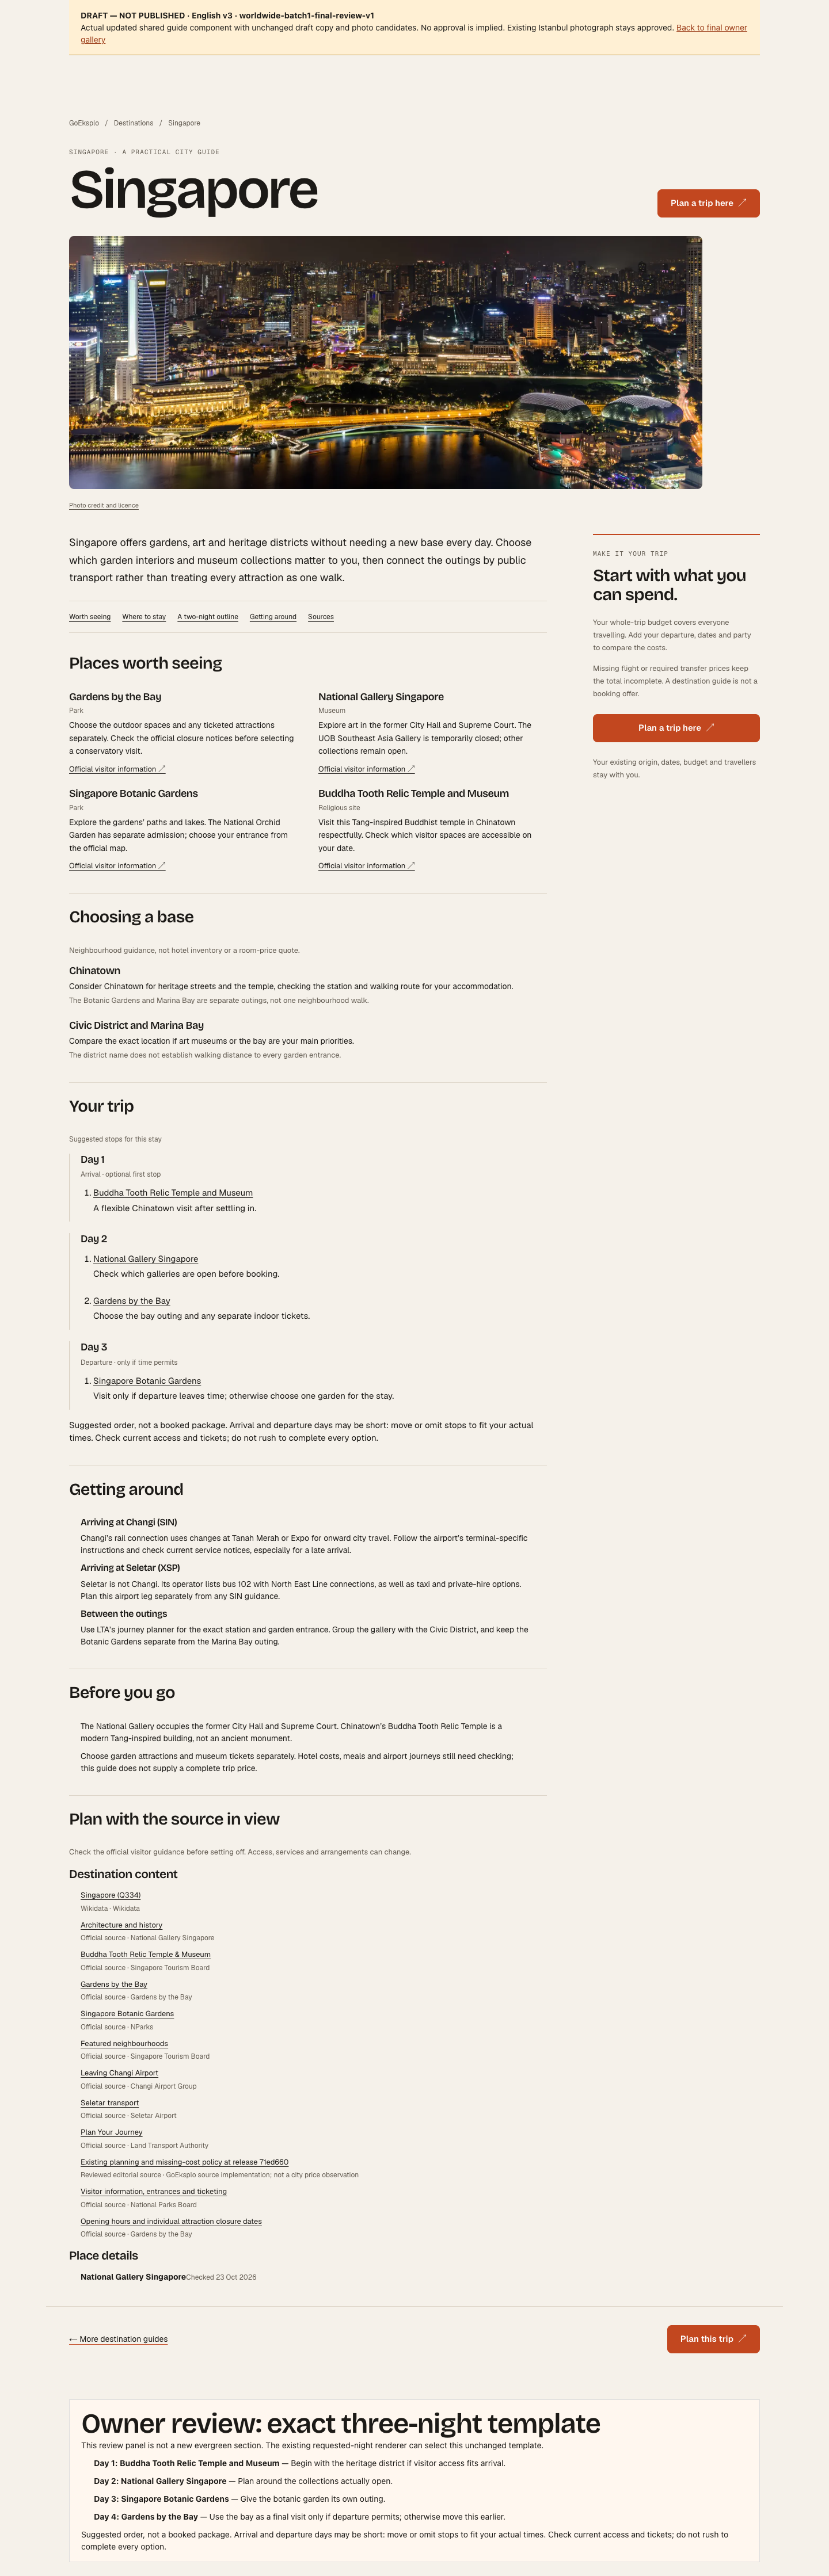 DRAFT — NOT PUBLISHED · English v3 · worldwide-batch1-final-review-v1
Actual updated shared guide component with unchanged draft copy and photo candidates. No approval is implied. Existing Istanbul photograph stays approved. Back to final owner
gallery
GoEksplo / Destinations / Singapore
SINGAPORE · A PRACTICAL CITY GUIDE
Singapore
Plan a trip here ↗
Photo credit and licence
Singapore offers gardens, art and heritage districts without needing a new base every day. Choose
which garden interiors and museum collections matter to you, then connect the outings by public
transport rather than treating every attraction as one walk.
Worth seeing Where to stay A two-night outline Getting around Sources
Places worth seeing
Gardens by the Bay
Park
Choose the outdoor spaces and any ticketed attractions
separately. Check the official closure notices before selecting
a conservatory visit.
Official visitor information ↗
National Gallery Singapore
Museum
Explore art in the former City Hall and Supreme Court. The
UOB Southeast Asia Gallery is temporarily closed; other
collections remain open.
Official visitor information ↗
Singapore Botanic Gardens
Park
Explore the gardens' paths and lakes. The National Orchid
Garden has separate admission; choose your entrance from
the official map.
Official visitor information ↗
Buddha Tooth Relic Temple and Museum
Religious site
Visit this Tang-inspired Buddhist temple in Chinatown
respectfully. Check which visitor spaces are accessible on
your date.
Official visitor information ↗
Choosing a base
Neighbourhood guidance, not hotel inventory or a room-price quote.
Chinatown
Consider Chinatown for heritage streets and the temple, checking the station and walking route for your accommodation.
The Botanic Gardens and Marina Bay are separate outings, not one neighbourhood walk.
Civic District and Marina Bay
Compare the exact location if art museums or the bay are your main priorities.
The district name does not establish walking distance to every garden entrance.
Your trip
Suggested stops for this stay
Day 1
Arrival · optional first stop
1. Buddha Tooth Relic Temple and Museum
A flexible Chinatown visit after settling in.
Day 2
1. National Gallery Singapore
Check which galleries are open before booking.
2. Gardens by the Bay
Choose the bay outing and any separate indoor tickets.
Day 3
Departure · only if time permits
1. Singapore Botanic Gardens
Visit only if departure leaves time; otherwise choose one garden for the stay.
Suggested order, not a booked package. Arrival and departure days may be short: move or omit stops to fit your actual
times. Check current access and tickets; do not rush to complete every option.
Getting around
Arriving at Changi (SIN)
Changi's rail connection uses changes at Tanah Merah or Expo for onward city travel. Follow the airport's terminal-specific
instructions and check current service notices, especially for a late arrival.
Arriving at Seletar (XSP)
Seletar is not Changi. Its operator lists bus 102 with North East Line connections, as well as taxi and private-hire options.
Plan this airport leg separately from any SIN guidance.
Between the outings
Use LTA's journey planner for the exact station and garden entrance. Group the gallery with the Civic District, and keep the
Botanic Gardens separate from the Marina Bay outing.
Before you go
The National Gallery occupies the former City Hall and Supreme Court. Chinatown's Buddha Tooth Relic Temple is a
modern Tang-inspired building, not an ancient monument.
Choose garden attractions and museum tickets separately. Hotel costs, meals and airport journeys still need checking;
this guide does not supply a complete trip price.
Plan with the source in view
Check the official visitor guidance before setting off. Access, services and arrangements can change.
Destination content
Singapore (Q334)
Wikidata · Wikidata
Architecture and history
Official source · National Gallery Singapore
Buddha Tooth Relic Temple & Museum
Official source · Singapore Tourism Board
Gardens by the Bay
Official source · Gardens by the Bay
Singapore Botanic Gardens
Official source · NParks
Featured neighbourhoods
Official source · Singapore Tourism Board
Leaving Changi Airport
Official source · Changi Airport Group
Seletar transport
Official source · Seletar Airport
Plan Your Journey
Official source · Land Transport Authority
Existing planning and missing-cost policy at release 71ed660
Reviewed editorial source · GoEksplo source implementation; not a city price observation
Visitor information, entrances and ticketing
Official source · National Parks Board
Opening hours and individual attraction closure dates
Official source · Gardens by the Bay
Place details
National Gallery SingaporeChecked 23 Oct 2026
MAKE IT YOUR TRIP
Start with what you
can spend.
Your whole-trip budget covers everyone
travelling. Add your departure, dates and party
to compare the costs.
Missing flight or required transfer prices keep
the total incomplete. A destination guide is not a
booking offer.
Plan a trip here ↗
Your existing origin, dates, budget and travellers
stay with you.
← More destination guides
Plan this trip ↗
Owner review: exact three-night template
This review panel is not a new evergreen section. The existing requested-night renderer can select this unchanged template.
Day 1: Buddha Tooth Relic Temple and Museum — Begin with the heritage district if visitor access fits arrival.
Day 2: National Gallery Singapore — Plan around the collections actually open.
Day 3: Singapore Botanic Gardens — Give the botanic garden its own outing.
Day 4: Gardens by the Bay — Use the bay as a final visit only if departure permits; otherwise move this earlier.
Suggested order, not a booked package. Arrival and departure days may be short: move or omit stops to fit your actual times. Check current access and tickets; do not rush to
complete every option.